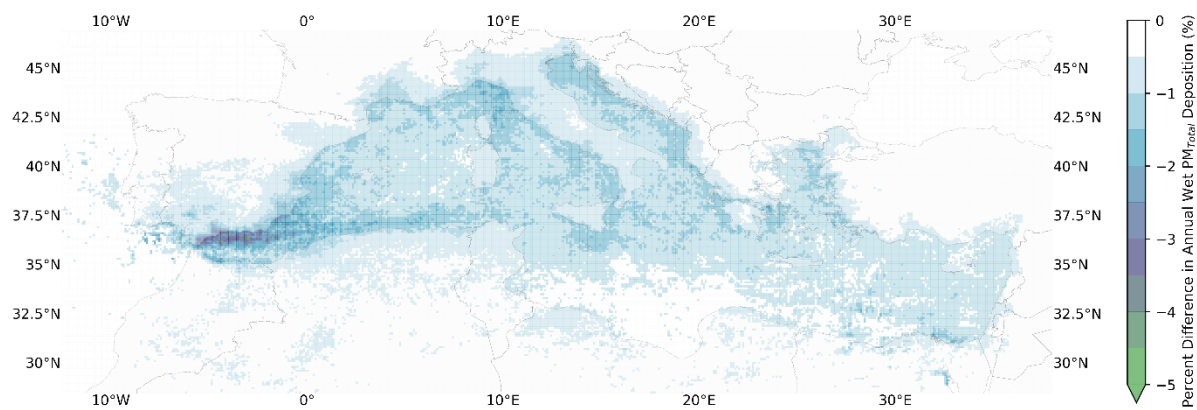 10°W 0° 10°E 20°E 30°E
45°N 45°N
42.5°N 42.5°N
40°N 40°N
37.5°N 37.5°N
35°N 35°N
32.5°N 32.5°N
30°N 30°N
10°W 0° 10°E 20°E 30°E
0
−1
−2
−3
−4
−5
Percent Difference in Annual Wet PM_Total Deposition (%)